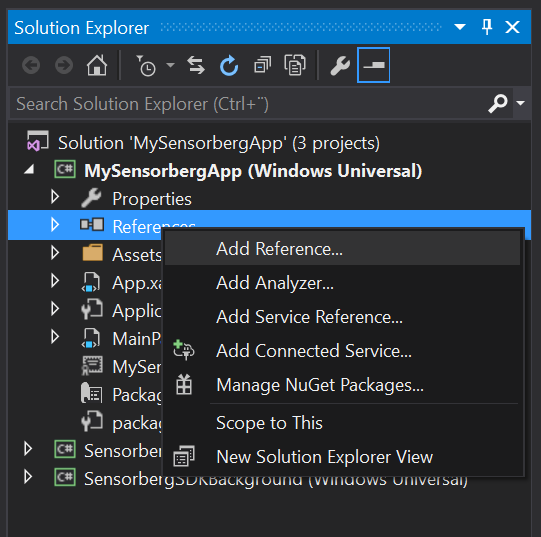 Solution Explorer
Search Solution Explorer (Ctrl+¨)
Solution 'MySensorbergApp' (3 projects)
MySensorbergApp (Windows Universal)
Properties
References
Add Reference...
Assets
Add Analyzer...
App.xa
Applic
Add Service Reference...
MainP
Add Connected Service...
MySer
Manage NuGet Packages...
Packag
packag
Scope to This
Sensorber
New Solution Explorer View
SensorbergSDKBackground (Windows Universal)